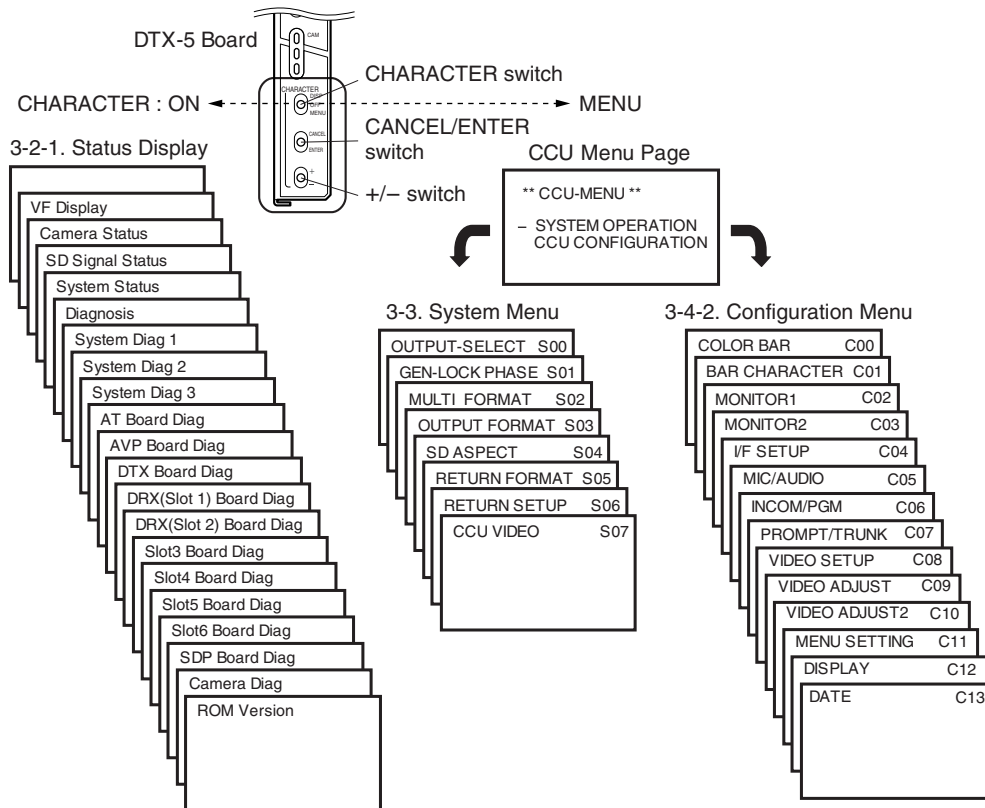 DTX-5 Board
CAM
CHARACTER
DISP
OFF
MENU
CANCEL
ENTER
+
–
CHARACTER switch
CHARACTER : ON
MENU
CANCEL/ENTER
switch
+/– switch
3-2-1. Status Display
VF Display
Camera Status
SD Signal Status
System Status
Diagnosis
System Diag 1
System Diag 2
System Diag 3
AT Board Diag
AVP Board Diag
DTX Board Diag
DRX(Slot 1) Board Diag
DRX(Slot 2) Board Diag
Slot3 Board Diag
Slot4 Board Diag
Slot5 Board Diag
Slot6 Board Diag
SDP Board Diag
Camera Diag
ROM Version
CCU Menu Page
** CCU-MENU **
– SYSTEM OPERATION
CCU CONFIGURATION
3-3. System Menu
OUTPUT-SELECT S00
GEN-LOCK PHASE S01
MULTI FORMAT S02
OUTPUT FORMAT S03
SD ASPECT S04
RETURN FORMAT S05
RETURN SETUP S06
CCU VIDEO S07
3-4-2. Configuration Menu
COLOR BAR C00
BAR CHARACTER C01
MONITOR1 C02
MONITOR2 C03
I/F SETUP C04
MIC/AUDIO C05
INCOM/PGM C06
PROMPT/TRUNK C07
VIDEO SETUP C08
VIDEO ADJUST C09
VIDEO ADJUST2 C10
MENU SETTING C11
DISPLAY C12
DATE C13